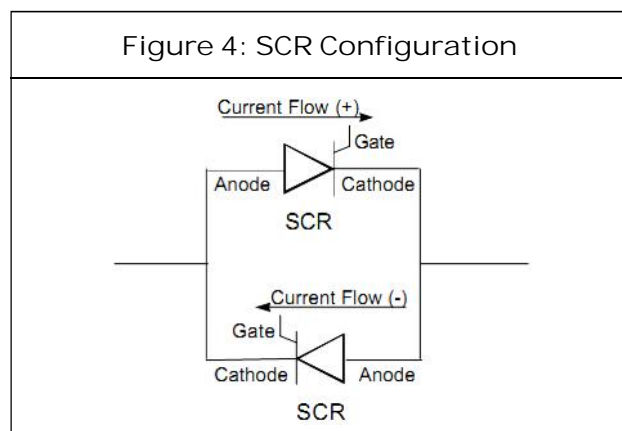 Figure 4: SCR Configuration
Current Flow (+)
Gate
Anode
Cathode
SCR
Current Flow (-)
Gate
Cathode
Anode
SCR